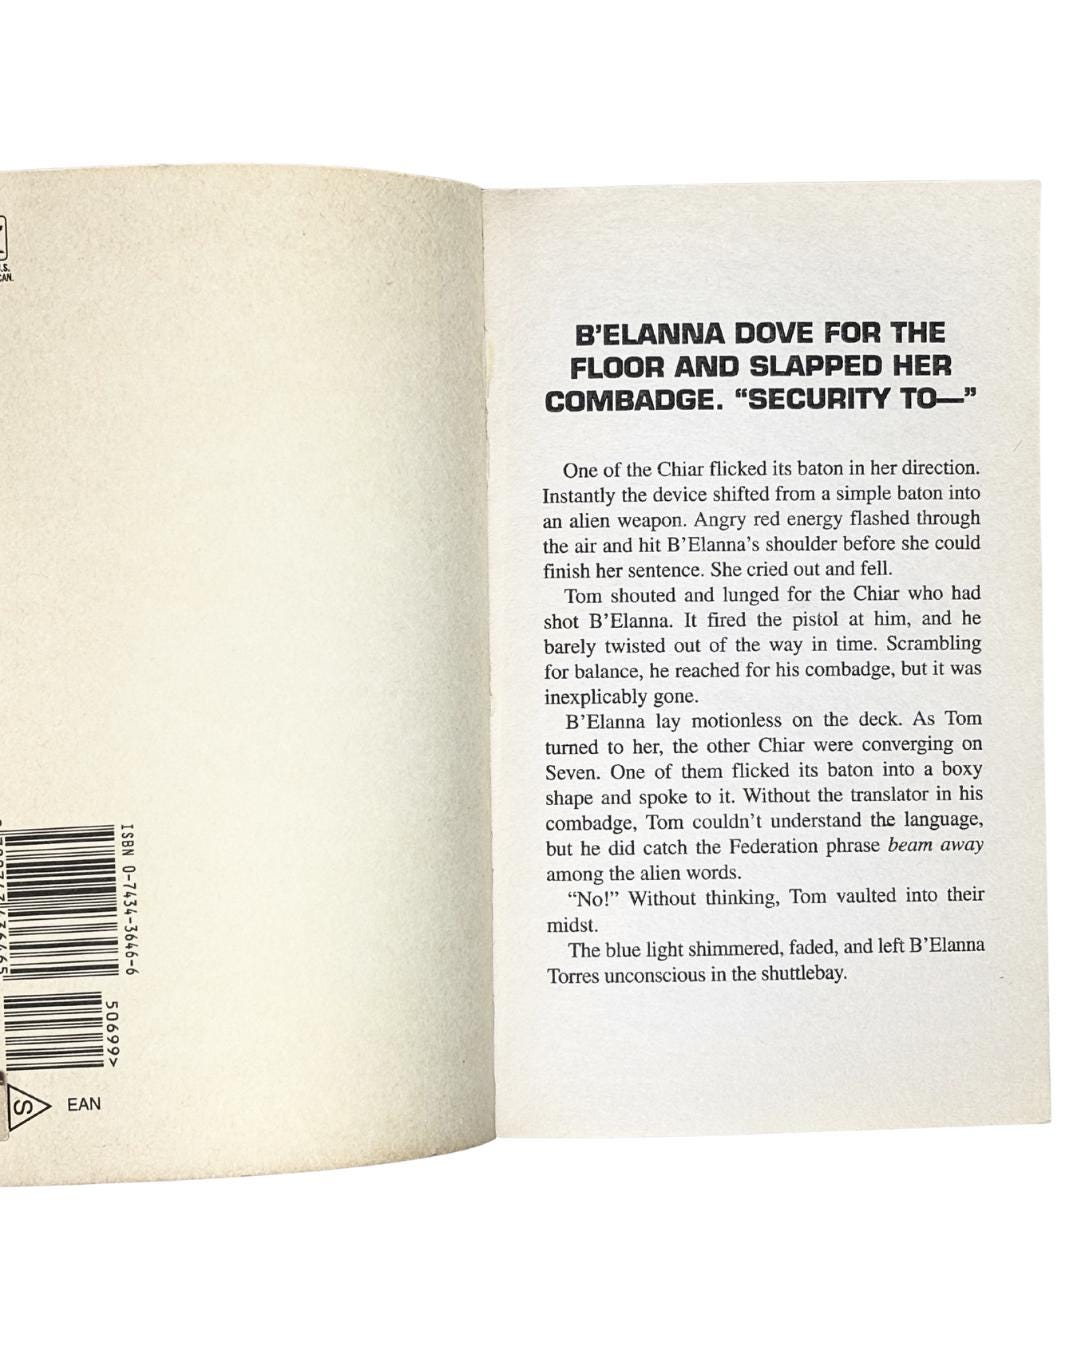 .S.
CAN.
ISBN 0-7434-3646-6
50699>
S
EAN
B’ELANNA DOVE FOR THE
FLOOR AND SLAPPED HER
COMBADGE. “SECURITY TO—”
One of the Chiar flicked its baton in her direction.
Instantly the device shifted from a simple baton into
an alien weapon. Angry red energy flashed through
the air and hit B’Elanna’s shoulder before she could
finish her sentence. She cried out and fell.
Tom shouted and lunged for the Chiar who had
shot B’Elanna. It fired the pistol at him, and he
barely twisted out of the way in time. Scrambling
for balance, he reached for his combadge, but it was
inexplicably gone.
B’Elanna lay motionless on the deck. As Tom
turned to her, the other Chiar were converging on
Seven. One of them flicked its baton into a boxy
shape and spoke to it. Without the translator in his
combadge, Tom couldn’t understand the language,
but he did catch the Federation phrase beam away
among the alien words.
“No!” Without thinking, Tom vaulted into their
midst.
The blue light shimmered, faded, and left B’Elanna
Torres unconscious in the shuttlebay.